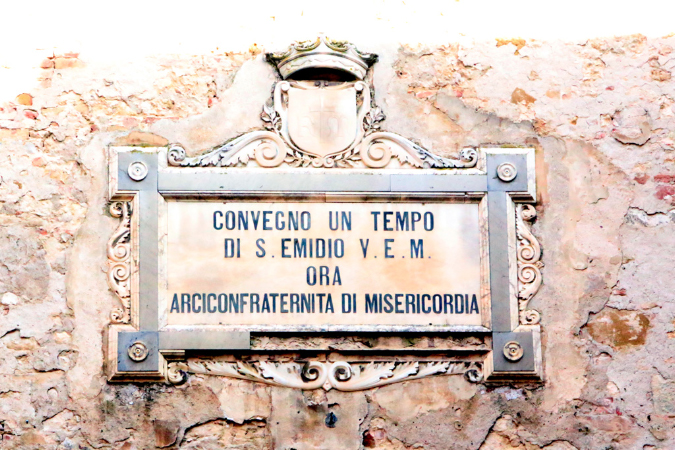 CONVEGNO UN TEMPO
DI S. EMIDIO V. E. M.
ORA
ARCICONFRATERNITA DI MISERICORDIA